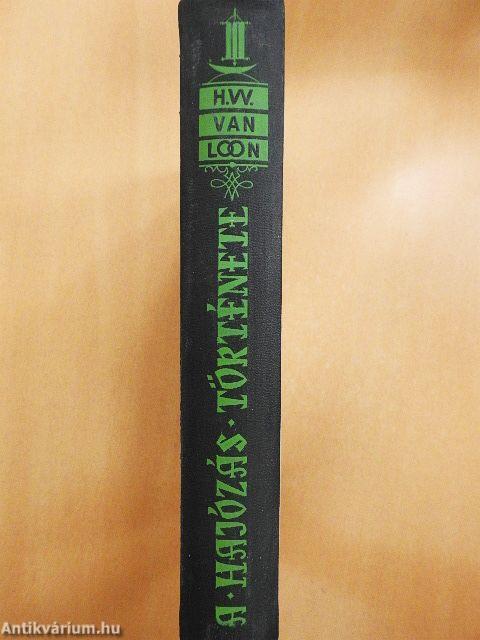 H.W.
VAN
LOON
A · HAJÓZÁS · TÖRTÉNETE
Antikvárium.hu